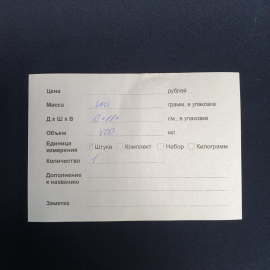 Цена рублей
Масса грамм, в упаковке
Д х Ш х В см., в упаковке
Объем 400 мл
Единица
измерения ☑ Штука ☐ Комплект ☐ Набор ☐ Килограмм
Количество 1
Дополнение
к названию
Заметка